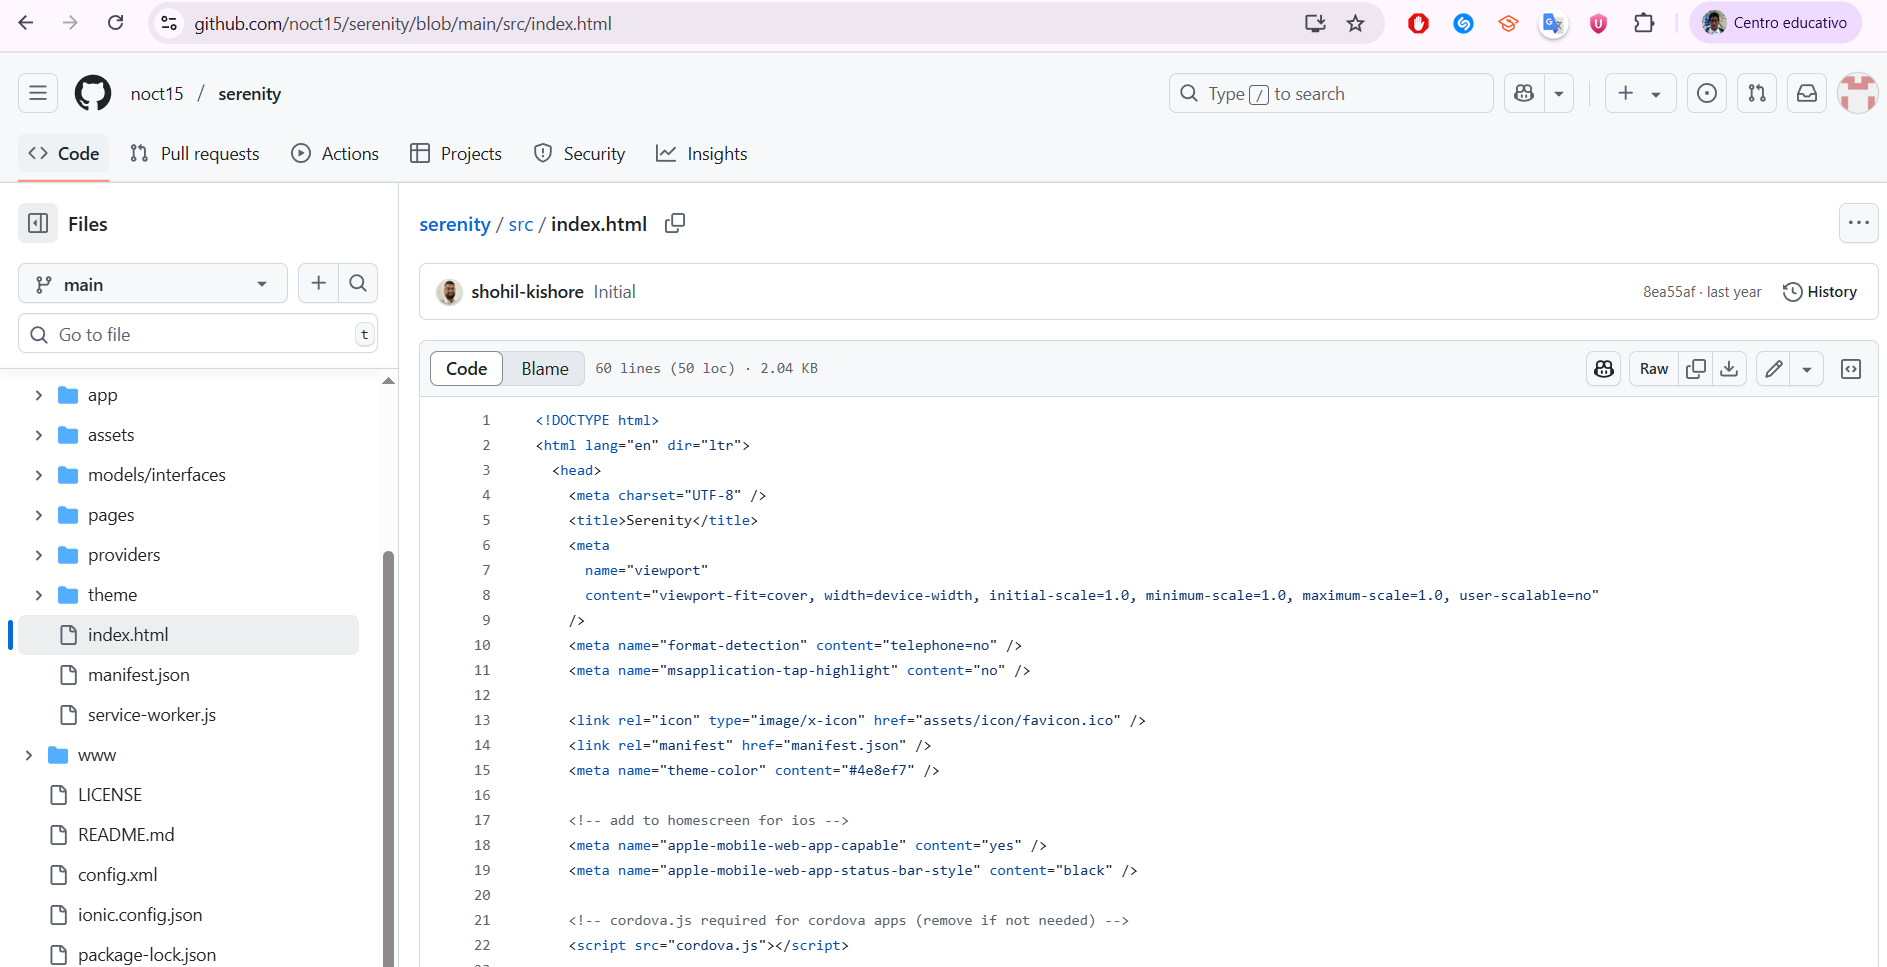 github.com/noct15/serenity/blob/main/src/index.html
Centro educativo
noct15 / serenity
Type / to search
Code
Pull requests
Actions
Projects
Security
Insights
Files
main
Go to file
t
app
assets
models/interfaces
pages
providers
theme
index.html
manifest.json
service-worker.js
www
LICENSE
README.md
config.xml
ionic.config.json
package-lock.json
serenity / src / index.html
shohil-kishore Initial
8ea55af · last year
History
Code
Blame
60 lines (50 loc) · 2.04 KB
Raw
1 <!DOCTYPE html>
2 <html lang="en" dir="ltr">
3 <head>
4 <meta charset="UTF-8" />
5 <title>Serenity</title>
6 <meta
7 name="viewport"
8 content="viewport-fit=cover, width=device-width, initial-scale=1.0, minimum-scale=1.0, maximum-scale=1.0, user-scalable=no"
9 />
10 <meta name="format-detection" content="telephone=no" />
11 <meta name="msapplication-tap-highlight" content="no" />
12
13 <link rel="icon" type="image/x-icon" href="assets/icon/favicon.ico" />
14 <link rel="manifest" href="manifest.json" />
15 <meta name="theme-color" content="#4e8ef7" />
16
17 <!-- add to homescreen for ios -->
18 <meta name="apple-mobile-web-app-capable" content="yes" />
19 <meta name="apple-mobile-web-app-status-bar-style" content="black" />
20
21 <!-- cordova.js required for cordova apps (remove if not needed) -->
22 <script src="cordova.js"></script>